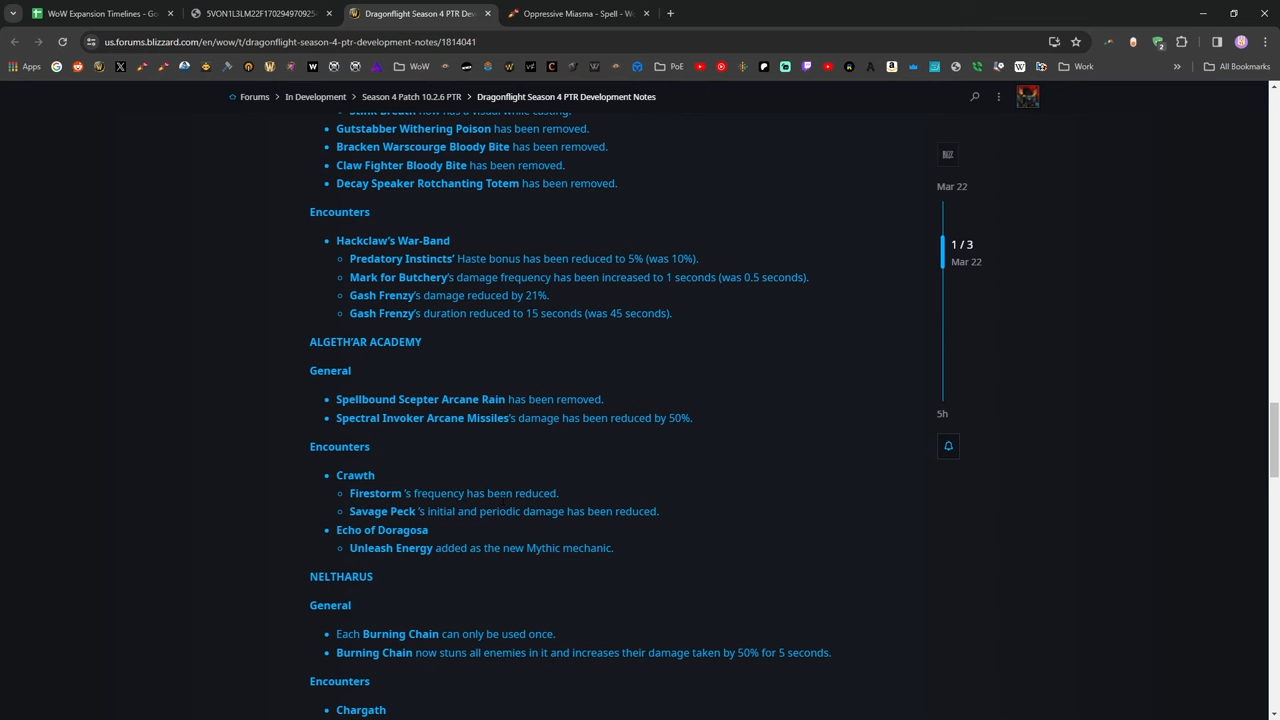 WoW Expansion Timelines - Go
5VON1L3LM22F170294970925
Dragonflight Season 4 PTR Dev
Oppressive Miasma - Spell - W
us.forums.blizzard.com/en/wow/t/dragonflight-season-4-ptr-development-notes/1814041
Apps
WoW
PoE
Work
All Bookmarks
Forums > In Development > Season 4 Patch 10.2.6 PTR > Dragonflight Season 4 PTR Development Notes
Stink Breath now has a visual while casting.
Gutstabber Withering Poison has been removed.
Bracken Warscourge Bloody Bite has been removed.
Claw Fighter Bloody Bite has been removed.
Decay Speaker Rotchanting Totem has been removed.
Encounters
Hackclaw’s War-Band
Predatory Instincts’ Haste bonus has been reduced to 5% (was 10%).
Mark for Butchery’s damage frequency has been increased to 1 seconds (was 0.5 seconds).
Gash Frenzy’s damage reduced by 21%.
Gash Frenzy’s duration reduced to 15 seconds (was 45 seconds).
ALGETH’AR ACADEMY
General
Spellbound Scepter Arcane Rain has been removed.
Spectral Invoker Arcane Missiles’s damage has been reduced by 50%.
Encounters
Crawth
Firestorm ’s frequency has been reduced.
Savage Peck ’s initial and periodic damage has been reduced.
Echo of Doragosa
Unleash Energy added as the new Mythic mechanic.
NELTHARUS
General
Each Burning Chain can only be used once.
Burning Chain now stuns all enemies in it and increases their damage taken by 50% for 5 seconds.
Encounters
Chargath
Mar 22
1 / 3
Mar 22
5h